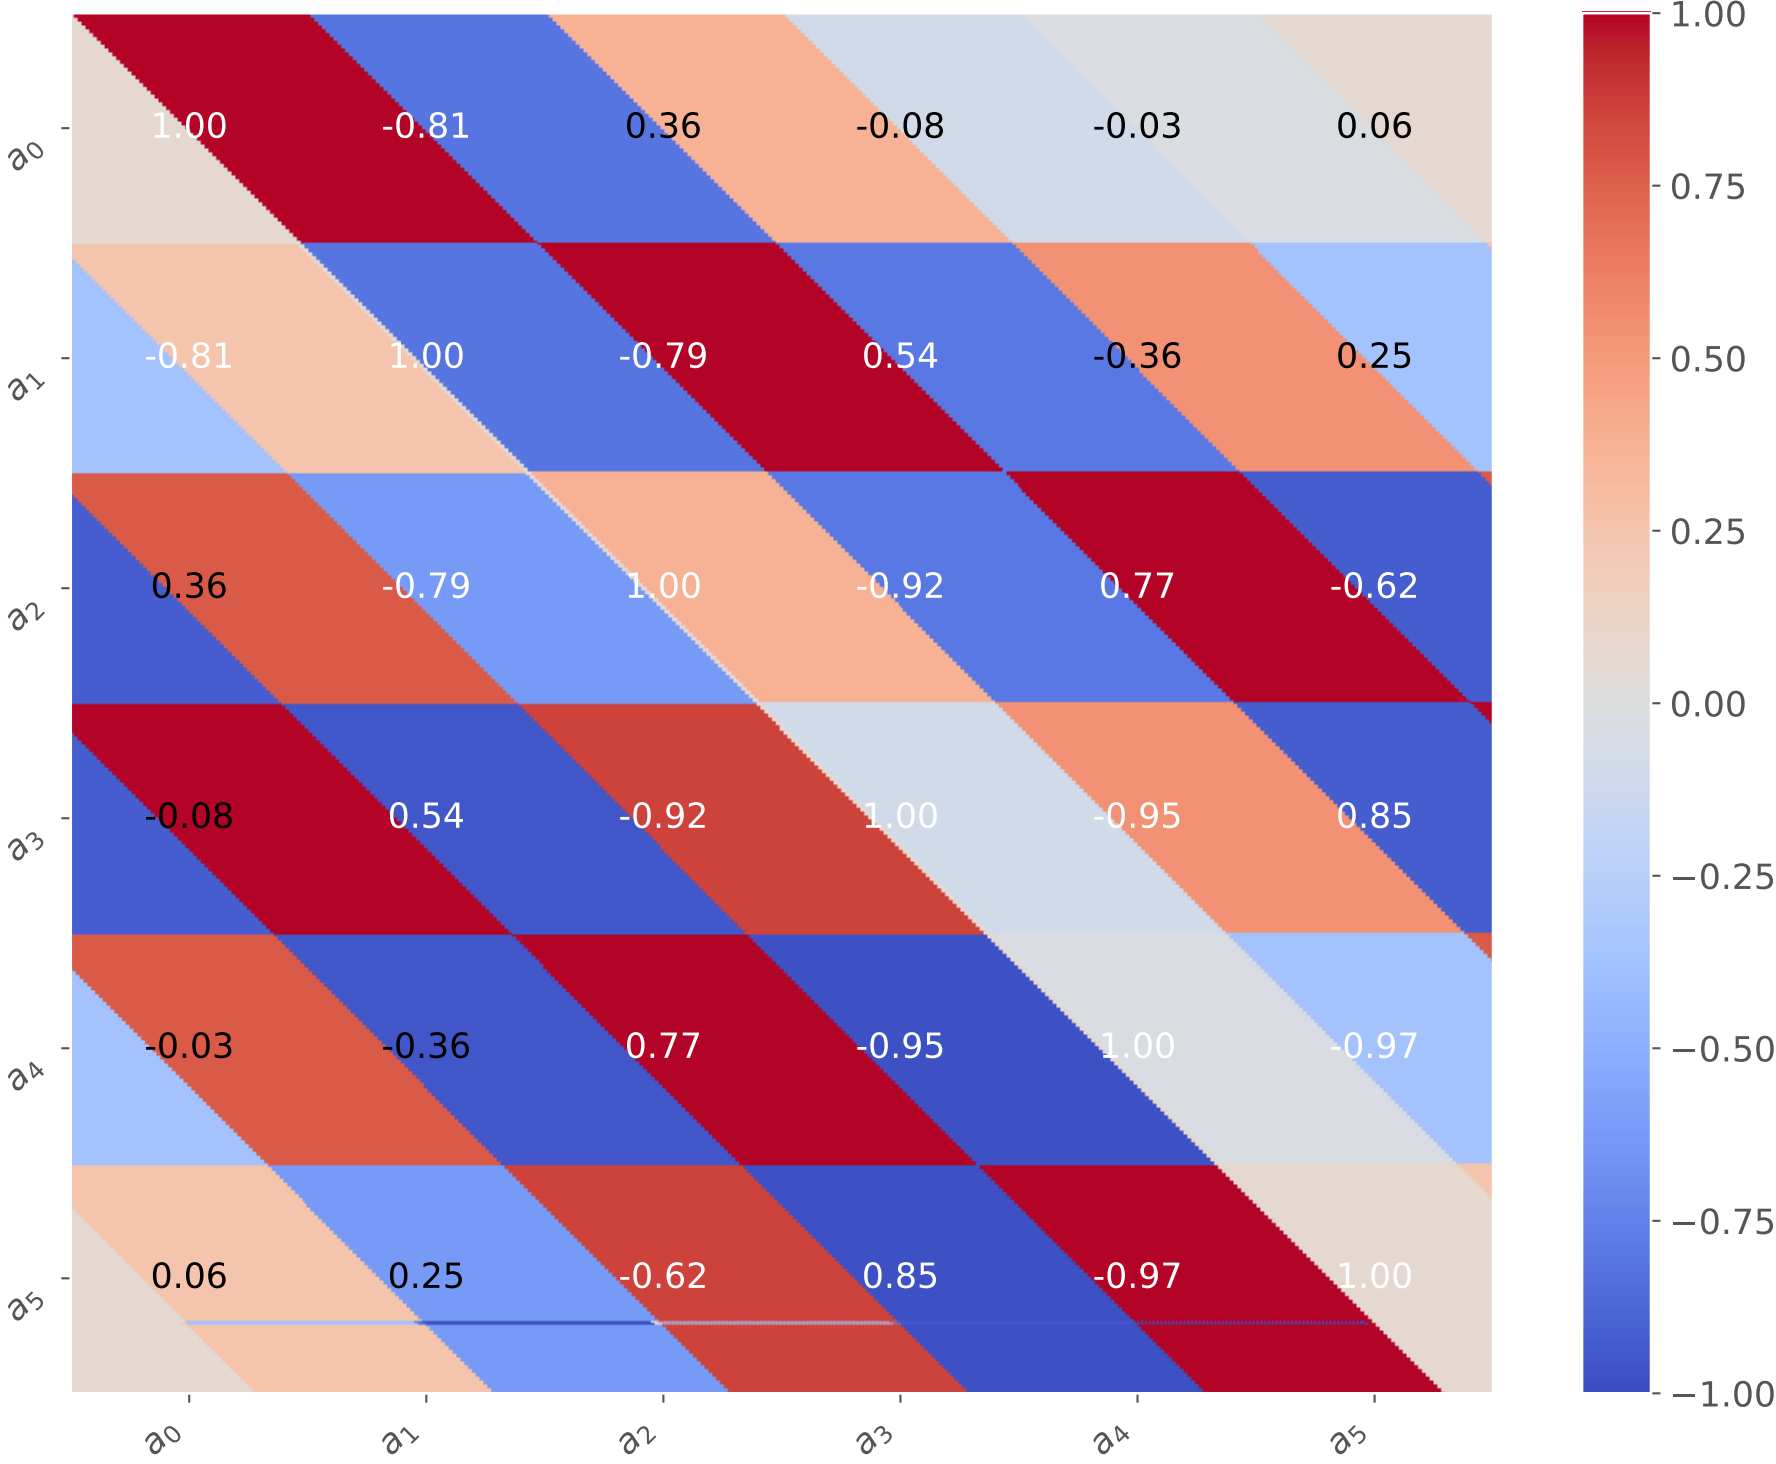 1.00
a0 1.00 -0.81 0.36 -0.08 -0.03 0.06
0.75
a1 -0.81 1.00 -0.79 0.54 -0.36 0.25
0.50
0.25
a2 0.36 -0.79 1.00 -0.92 0.77 -0.62
0.00
a3 -0.08 0.54 -0.92 1.00 -0.95 0.85
−0.25
a4 -0.03 -0.36 0.77 -0.95 1.00 -0.97
−0.50
−0.75
a5 0.06 0.25 -0.62 0.85 -0.97 1.00
−1.00
a0 a1 a2 a3 a4 a5